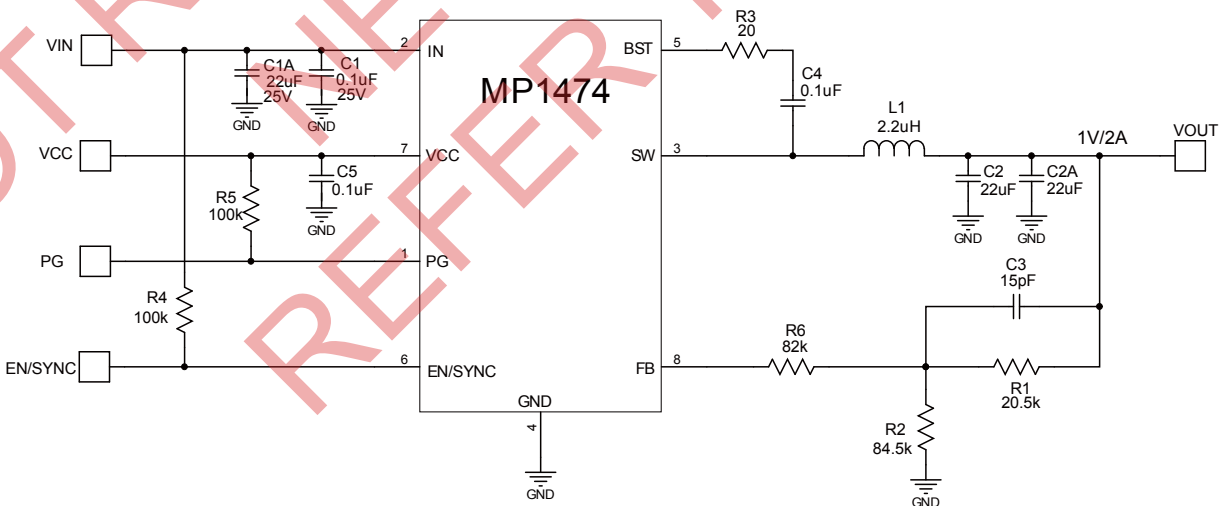 VIN
2
IN
C1A
22uF
25V
GND
C1
0.1uF
25V
GND
MP1474
BST
5
R3
20
C4
0.1uF
VCC
7
VCC
R5
100k
C5
0.1uF
GND
SW
3
L1
2.2uH
1V/2A
VOUT
C2
22uF
GND
C2A
22uF
GND
PG
1
PG
R4
100k
C3
15pF
EN/SYNC
6
EN/SYNC
FB
8
R6
82k
R1
20.5k
R2
84.5k
GND
GND
4
GND
REFER T
NE
OT R